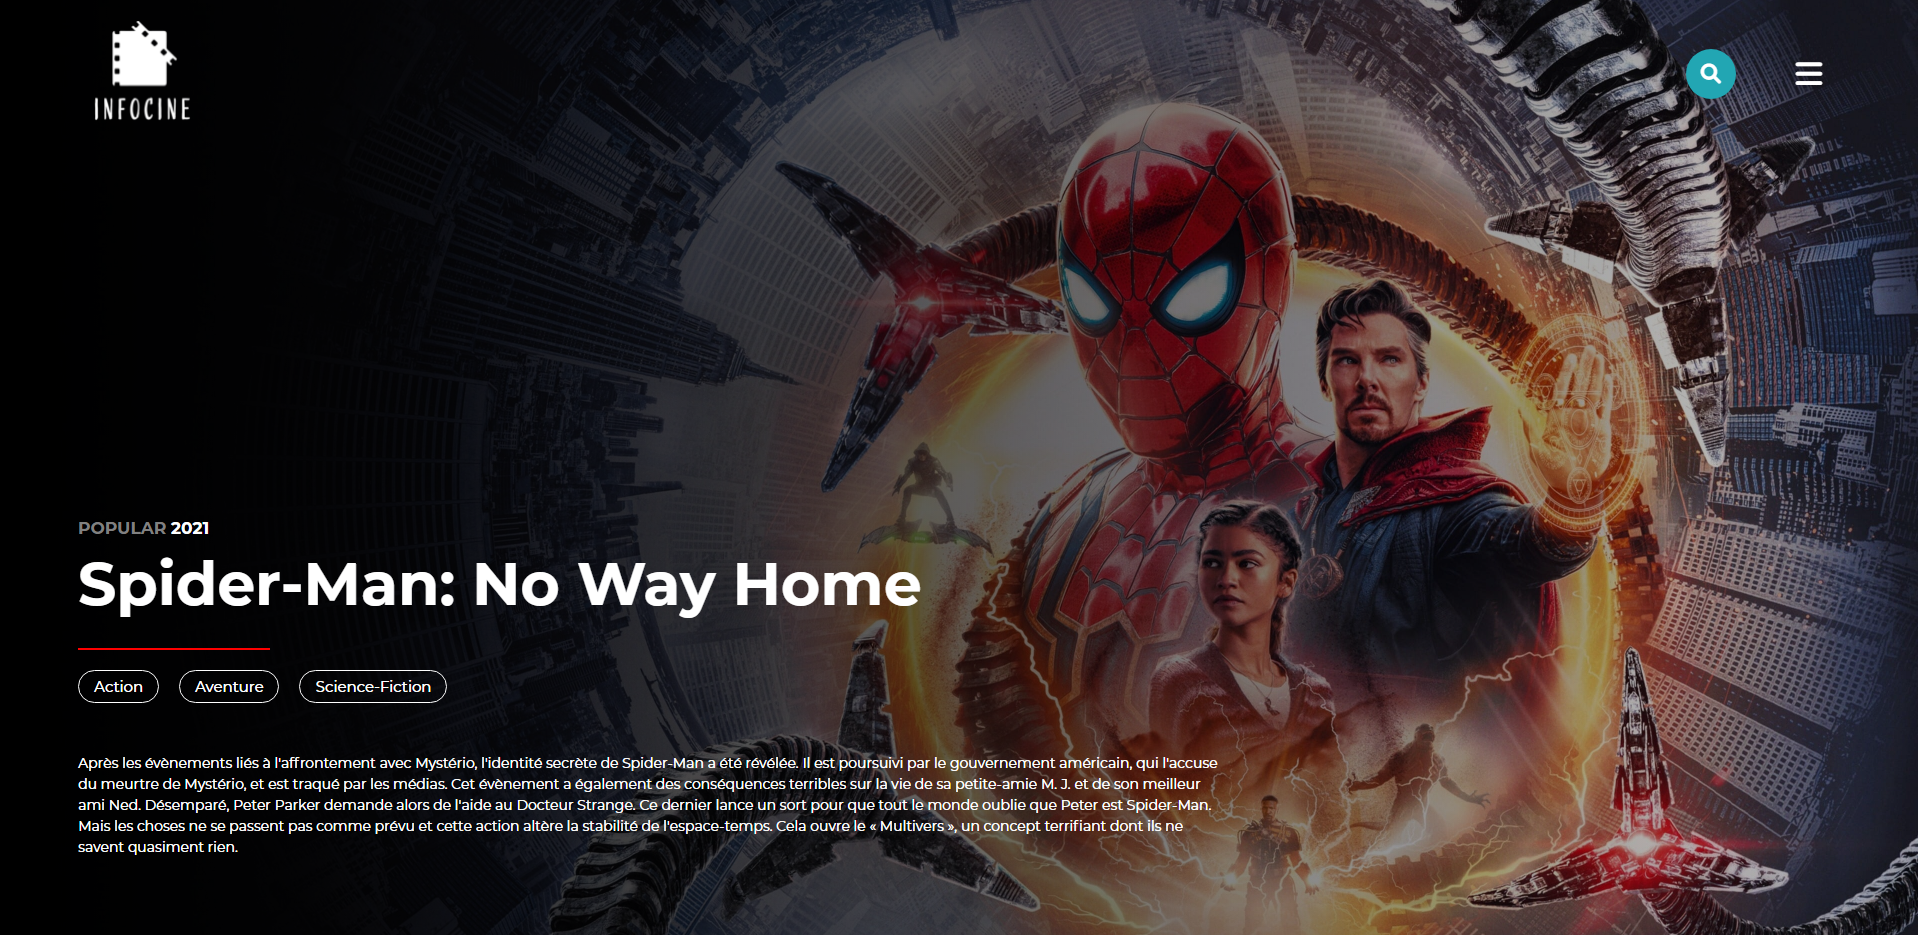 INFOCINE
POPULAR 2021
Spider-Man: No Way Home
Action Aventure Science-Fiction
Après les évènements liés à l'affrontement avec Mystério, l'identité secrète de Spider-Man a été révélée. Il est poursuivi par le gouvernement américain, qui l'accuse
du meurtre de Mystério, et est traqué par les médias. Cet évènement a également des conséquences terribles sur la vie de sa petite-amie M. J. et de son meilleur
ami Ned. Désemparé, Peter Parker demande alors de l'aide au Docteur Strange. Ce dernier lance un sort pour que tout le monde oublie que Peter est Spider-Man.
Mais les choses ne se passent pas comme prévu et cette action altère la stabilité de l'espace-temps. Cela ouvre le « Multivers », un concept terrifiant dont ils ne
savent quasiment rien.